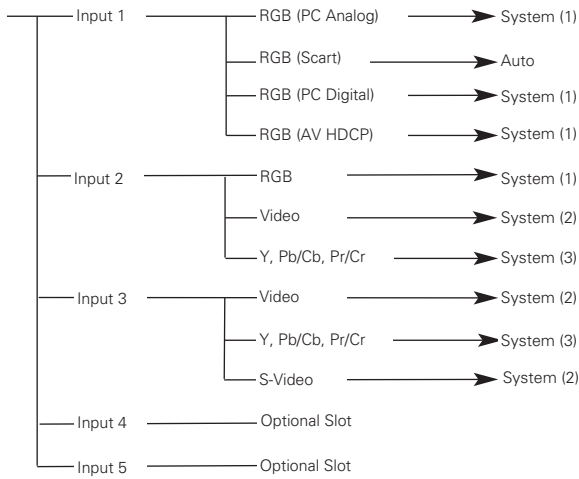 Input 1 RGB (PC Analog) System (1)
RGB (Scart) Auto
RGB (PC Digital) System (1)
RGB (AV HDCP) System (1)
Input 2 RGB System (1)
Video System (2)
Y, Pb/Cb, Pr/Cr System (3)
Input 3 Video System (2)
Y, Pb/Cb, Pr/Cr System (3)
S-Video System (2)
Input 4 Optional Slot
Input 5 Optional Slot